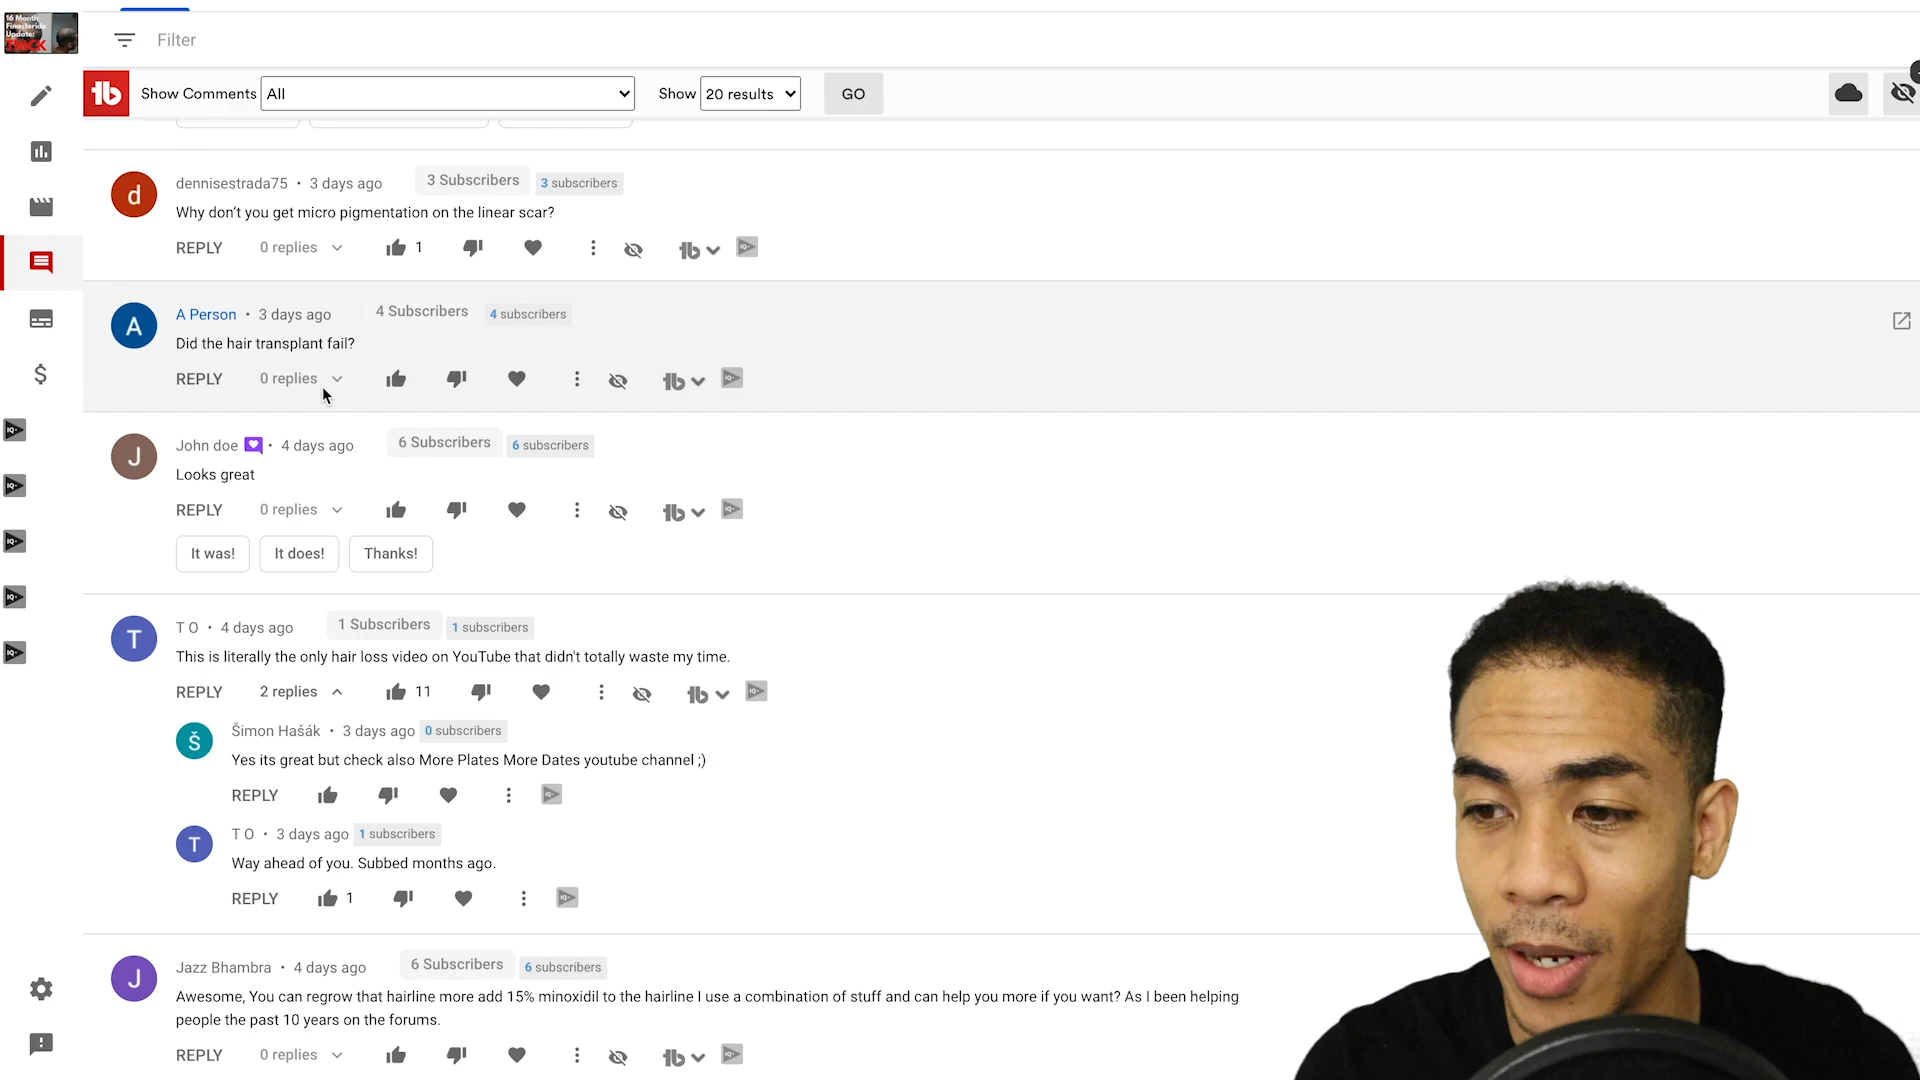 16 Month
Finasteride
Update:
Filter
Show Comments All Show 20 results GO
dennisestrada75 • 3 days ago 3 Subscribers 3 subscribers
Why don't you get micro pigmentation on the linear scar?
REPLY 0 replies 1
A A Person • 3 days ago 4 Subscribers 4 subscribers
Did the hair transplant fail?
REPLY 0 replies
J John doe • 4 days ago 6 Subscribers 6 subscribers
Looks great
REPLY 0 replies
It was! It does! Thanks!
T T O • 4 days ago 1 Subscribers 1 subscribers
This is literally the only hair loss video on YouTube that didn't totally waste my time.
REPLY 2 replies 11
Š Šimon Hašák • 3 days ago 0 subscribers
Yes its great but check also More Plates More Dates youtube channel ;)
REPLY
T T O • 3 days ago 1 subscribers
Way ahead of you. Subbed months ago.
REPLY 1
J Jazz Bhambra • 4 days ago 6 Subscribers 6 subscribers
Awesome, You can regrow that hairline more add 15% minoxidil to the hairline I use a combination of stuff and can help you more if you want? As I been helping
people the past 10 years on the forums.
REPLY 0 replies